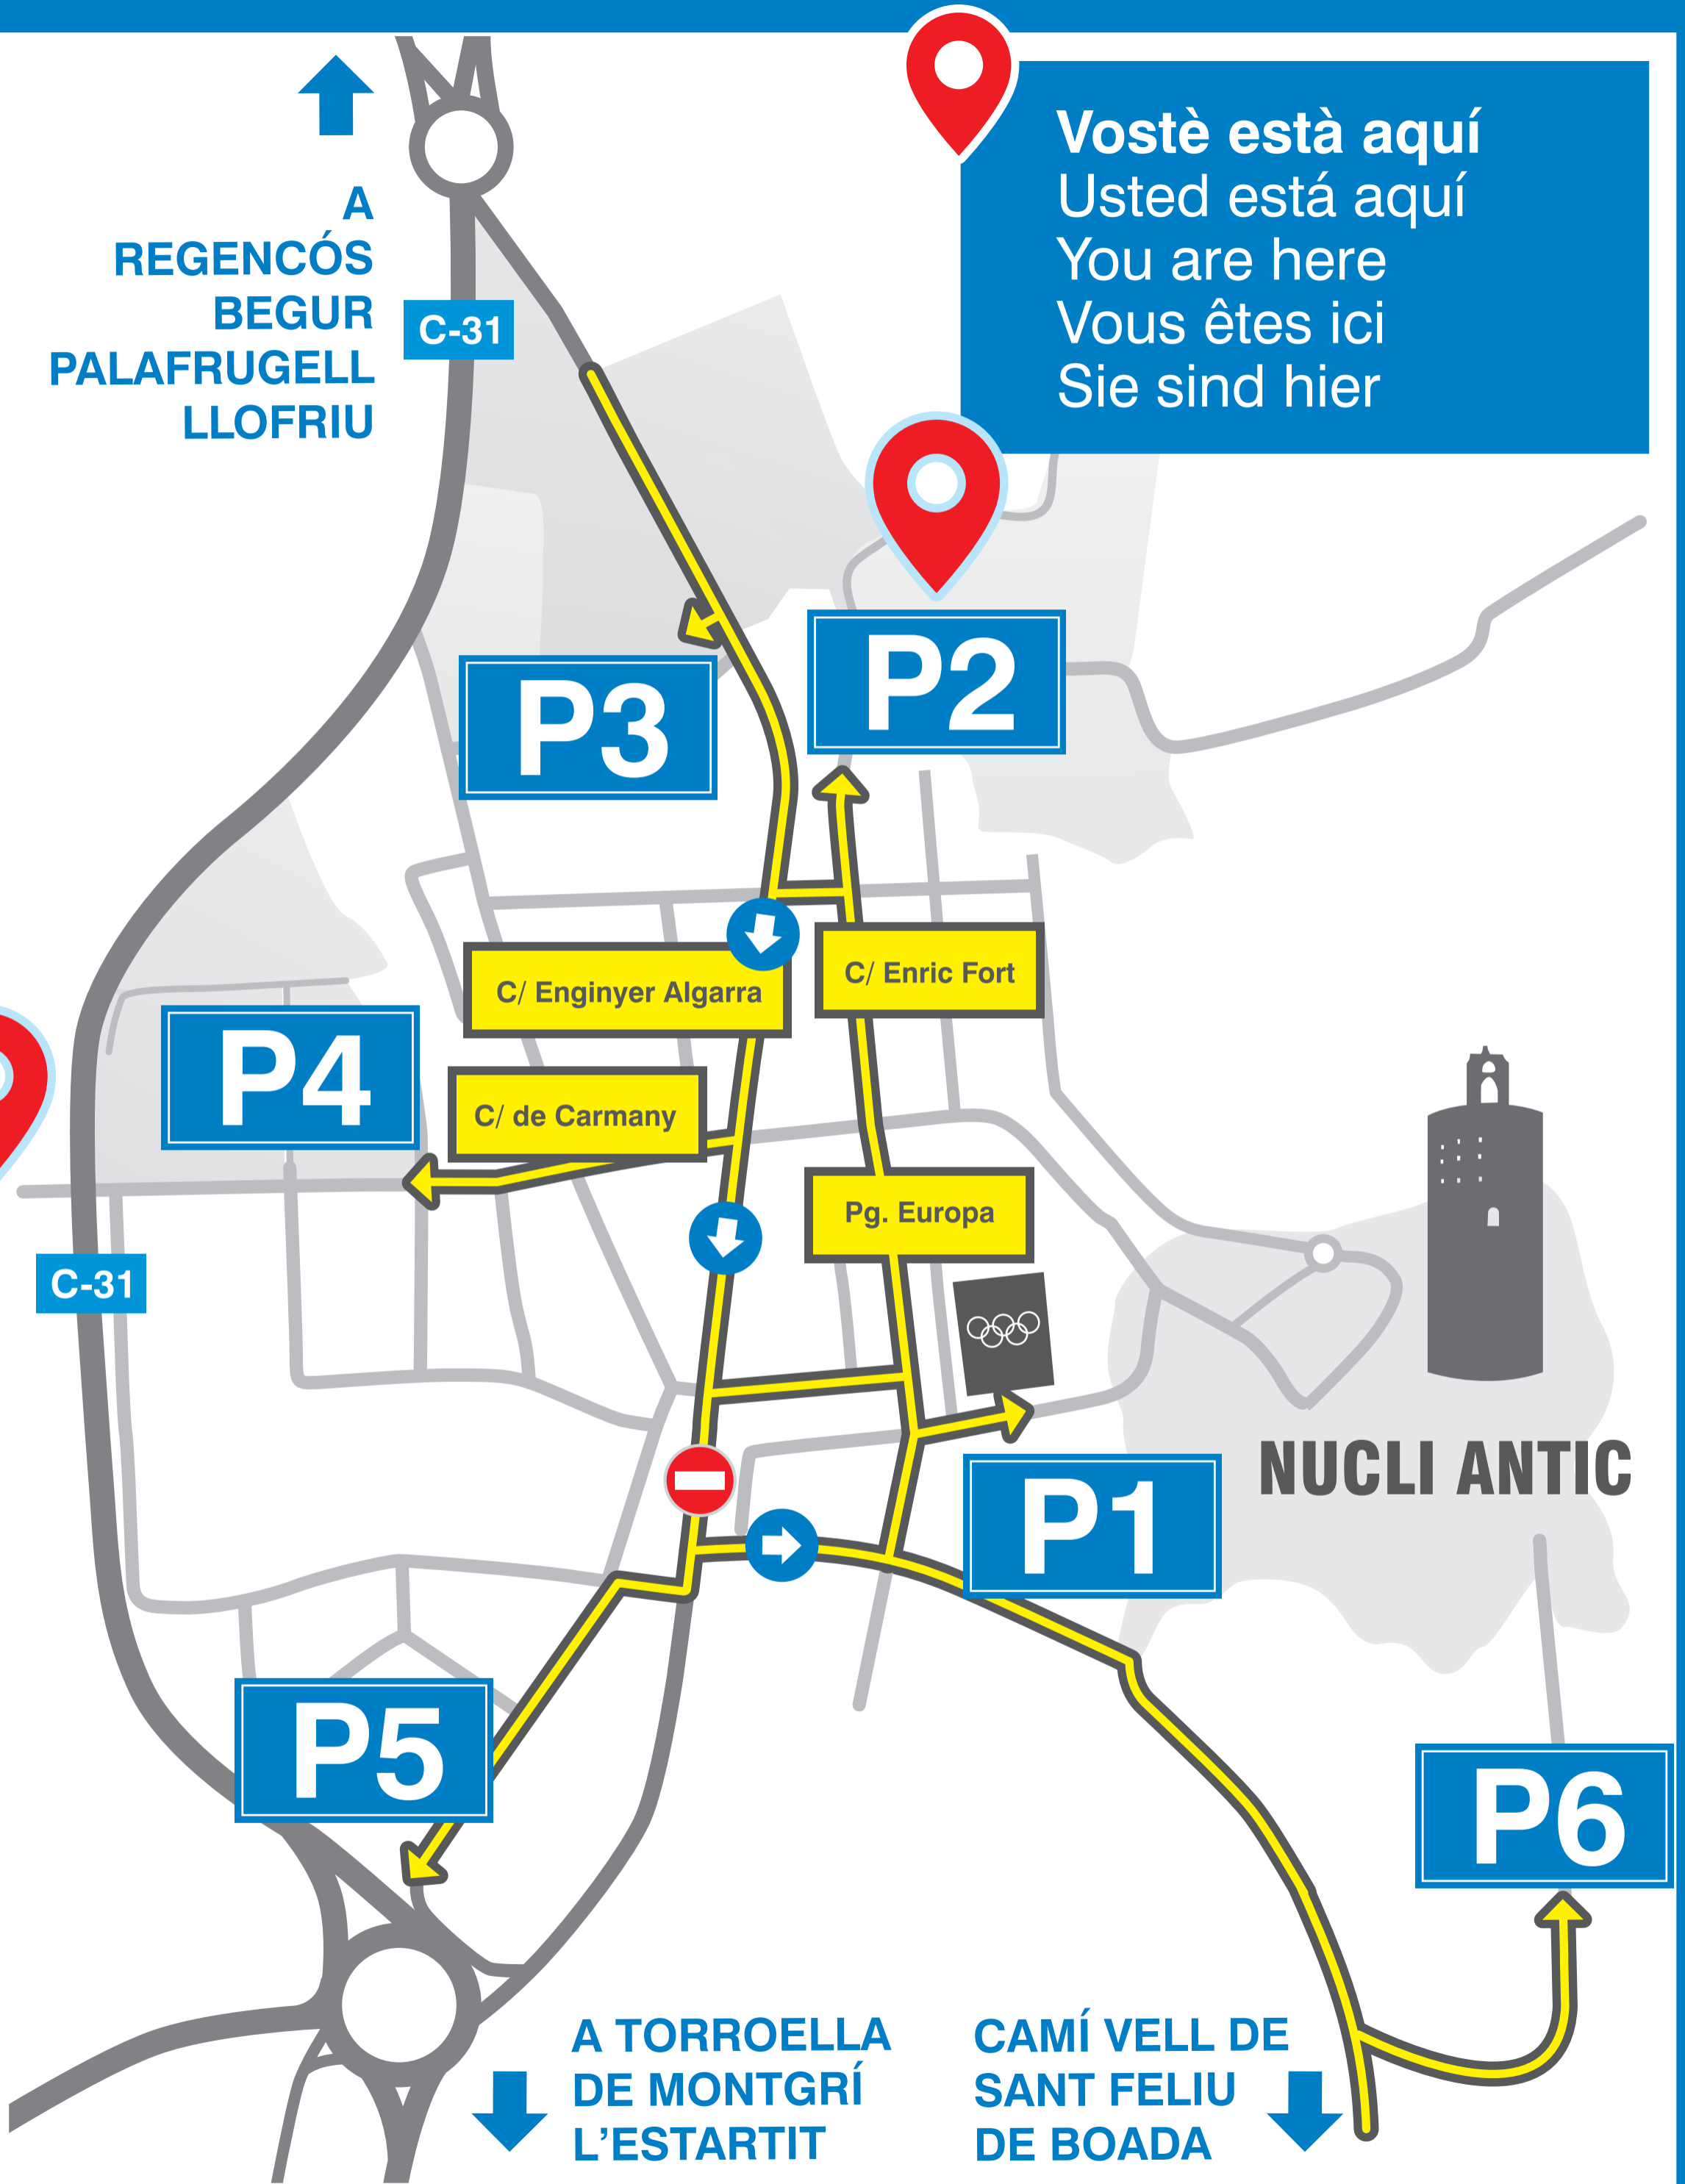 Vostè està aquí
Usted está aquí
You are here
Vous êtes ici
Sie sind hier
A
REGENCÓS
BEGUR
PALAFRUGELL
LLOFRIU
C-31
P2
P3
C/ Enric Fort
C/ Enginyer Algarra
P4
C/ de Carmany
Pg. Europa
C-31
NUCLI ANTIC
P1
P5
P6
A TORROELLA
DE MONTGRÍ
L'ESTARTIT
CAMÍ VELL DE
SANT FELIU
DE BOADA